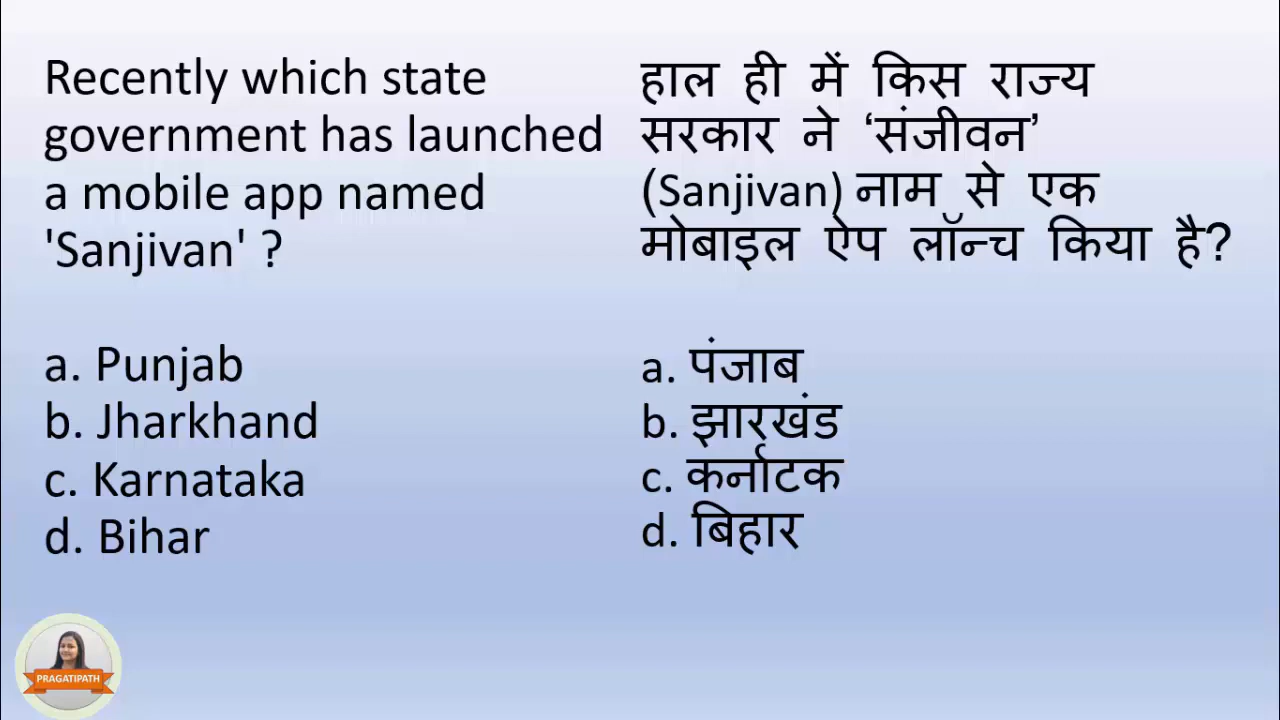 Recently which state
government has launched
a mobile app named
'Sanjivan' ?
a. Punjab
b. Jharkhand
c. Karnataka
d. Bihar
हाल ही में किस राज्य
सरकार ने ‘संजीवन’
(Sanjivan) नाम से एक
मोबाइल ऐप लॉन्च किया है?
a. पंजाब
b. झारखंड
c. कर्नाटक
d. बिहार
PRAGATIPATH